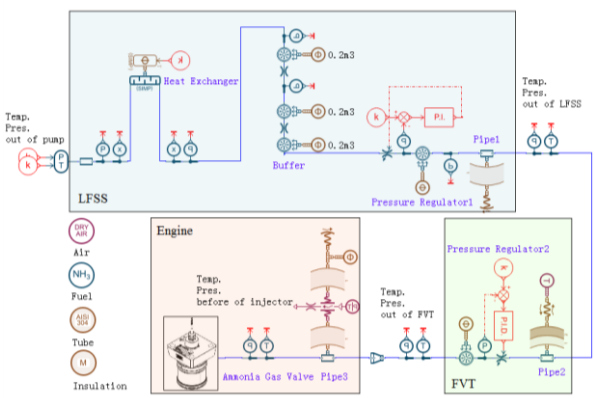 Temp.
Pres.
out of pump
Heat Exchanger
0.2m3
0.2m3
0.2m3
Buffer
k
P.I.
Pressure Regulator1
Pipe1
Temp.
Pres.
out of LFSS
P
T
k
LFSS
DRY
AIR
Air
NH3
Fuel
AISI
304
Tube
M
Insulation
Engine
Temp.
Pres.
before of injector
Ammonia Gas Valve
Pipe3
Temp.
Pres.
out of FVT
Pressure Regulator2
P.I.D
Pipe2
FVT